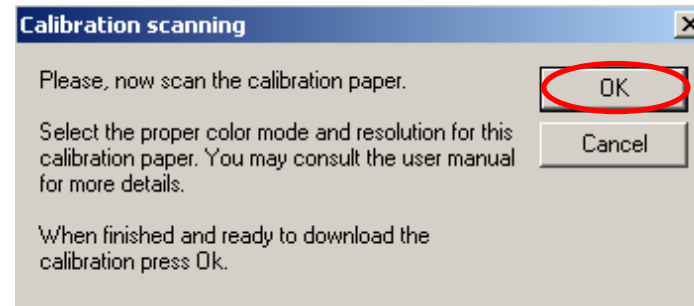 Calibration scanning
Please, now scan the calibration paper.
OK
Select the proper color mode and resolution for this
calibration paper. You may consult the user manual
for more details.
Cancel
When finished and ready to download the
calibration press Ok.